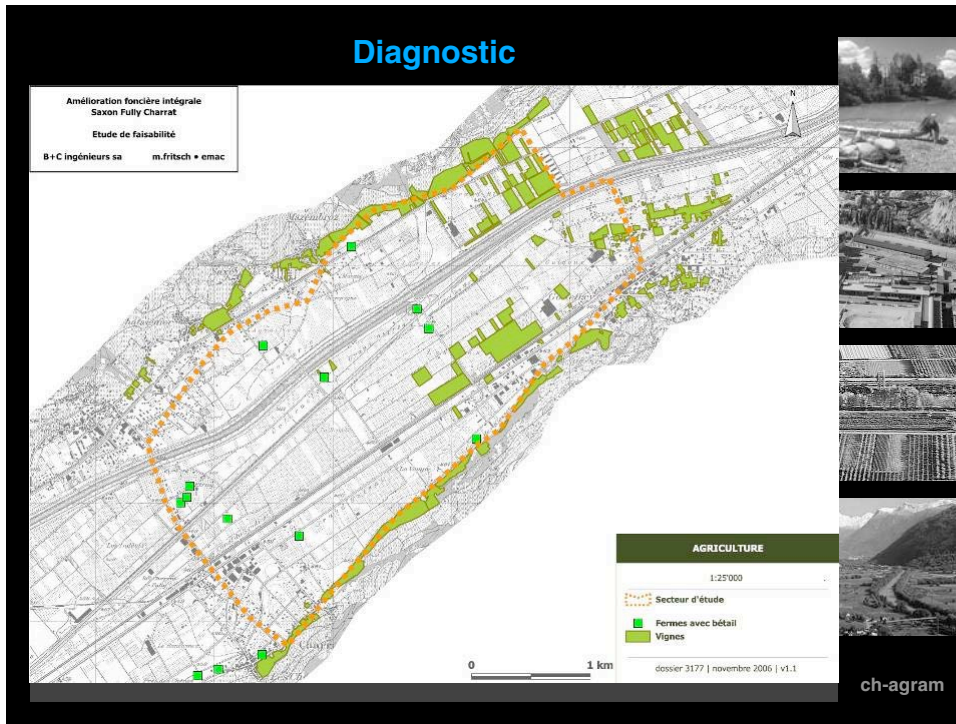 Diagnostic
Amélioration foncière intégrale
Saxon Fully Charrat
Etude de faisabilité
B+C ingénieurs sa m.fritsch • emac
N
AGRICULTURE
1:25'000
Secteur d'étude
Fermes avec bétail
Vignes
0 1 km
dossier 3177 | novembre 2006 | v1.1
ch-agram